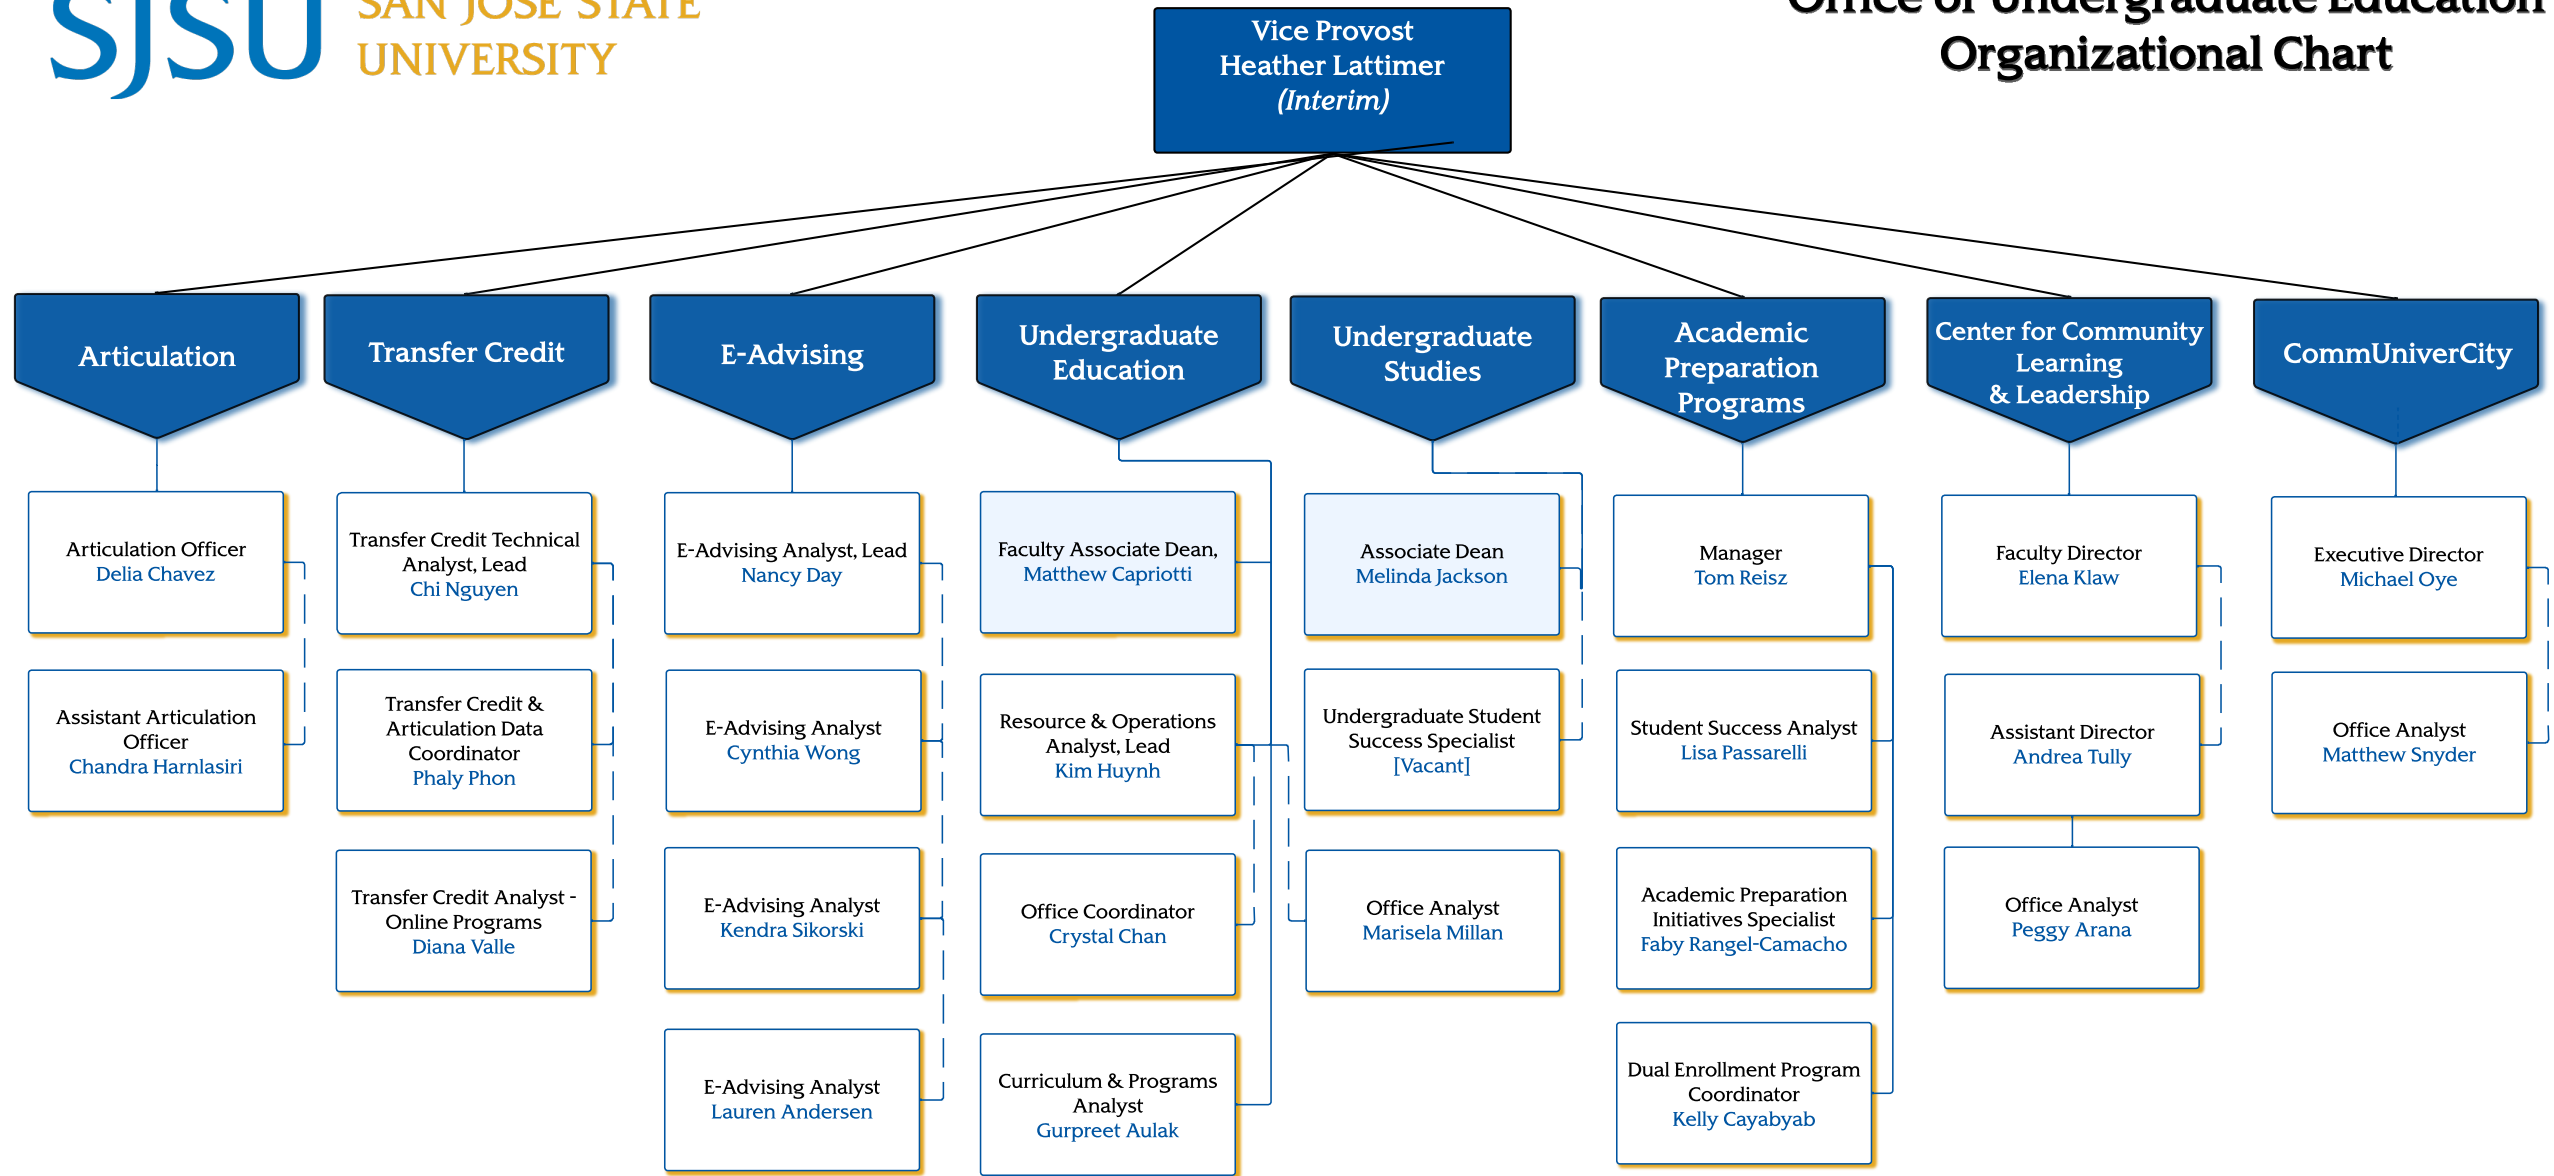 SJSU
SAN JOSÉ STATE
UNIVERSITY
Office of Undergraduate Education
Organizational Chart
Vice Provost
Heather Lattimer
(Interim)
Articulation
Transfer Credit
E-Advising
Undergraduate
Education
Undergraduate
Studies
Academic
Preparation
Programs
Center for Community
Learning
& Leadership
CommUniverCity
Articulation Officer
Delia Chavez
Assistant Articulation
Officer
Chandra Harnlasiri
Transfer Credit Technical
Analyst, Lead
Chi Nguyen
Transfer Credit &
Articulation Data
Coordinator
Phaly Phon
Transfer Credit Analyst -
Online Programs
Diana Valle
E-Advising Analyst, Lead
Nancy Day
E-Advising Analyst
Cynthia Wong
E-Advising Analyst
Kendra Sikorski
E-Advising Analyst
Lauren Andersen
Faculty Associate Dean,
Matthew Capriotti
Resource & Operations
Analyst, Lead
Kim Huynh
Office Coordinator
Crystal Chan
Curriculum & Programs
Analyst
Gurpreet Aulak
Associate Dean
Melinda Jackson
Undergraduate Student
Success Specialist
[Vacant]
Office Analyst
Marisela Millan
Manager
Tom Reisz
Student Success Analyst
Lisa Passarelli
Academic Preparation
Initiatives Specialist
Faby Rangel-Camacho
Dual Enrollment Program
Coordinator
Kelly Cayabyab
Faculty Director
Elena Klaw
Assistant Director
Andrea Tully
Office Analyst
Peggy Arana
Executive Director
Michael Oye
Office Analyst
Matthew Snyder